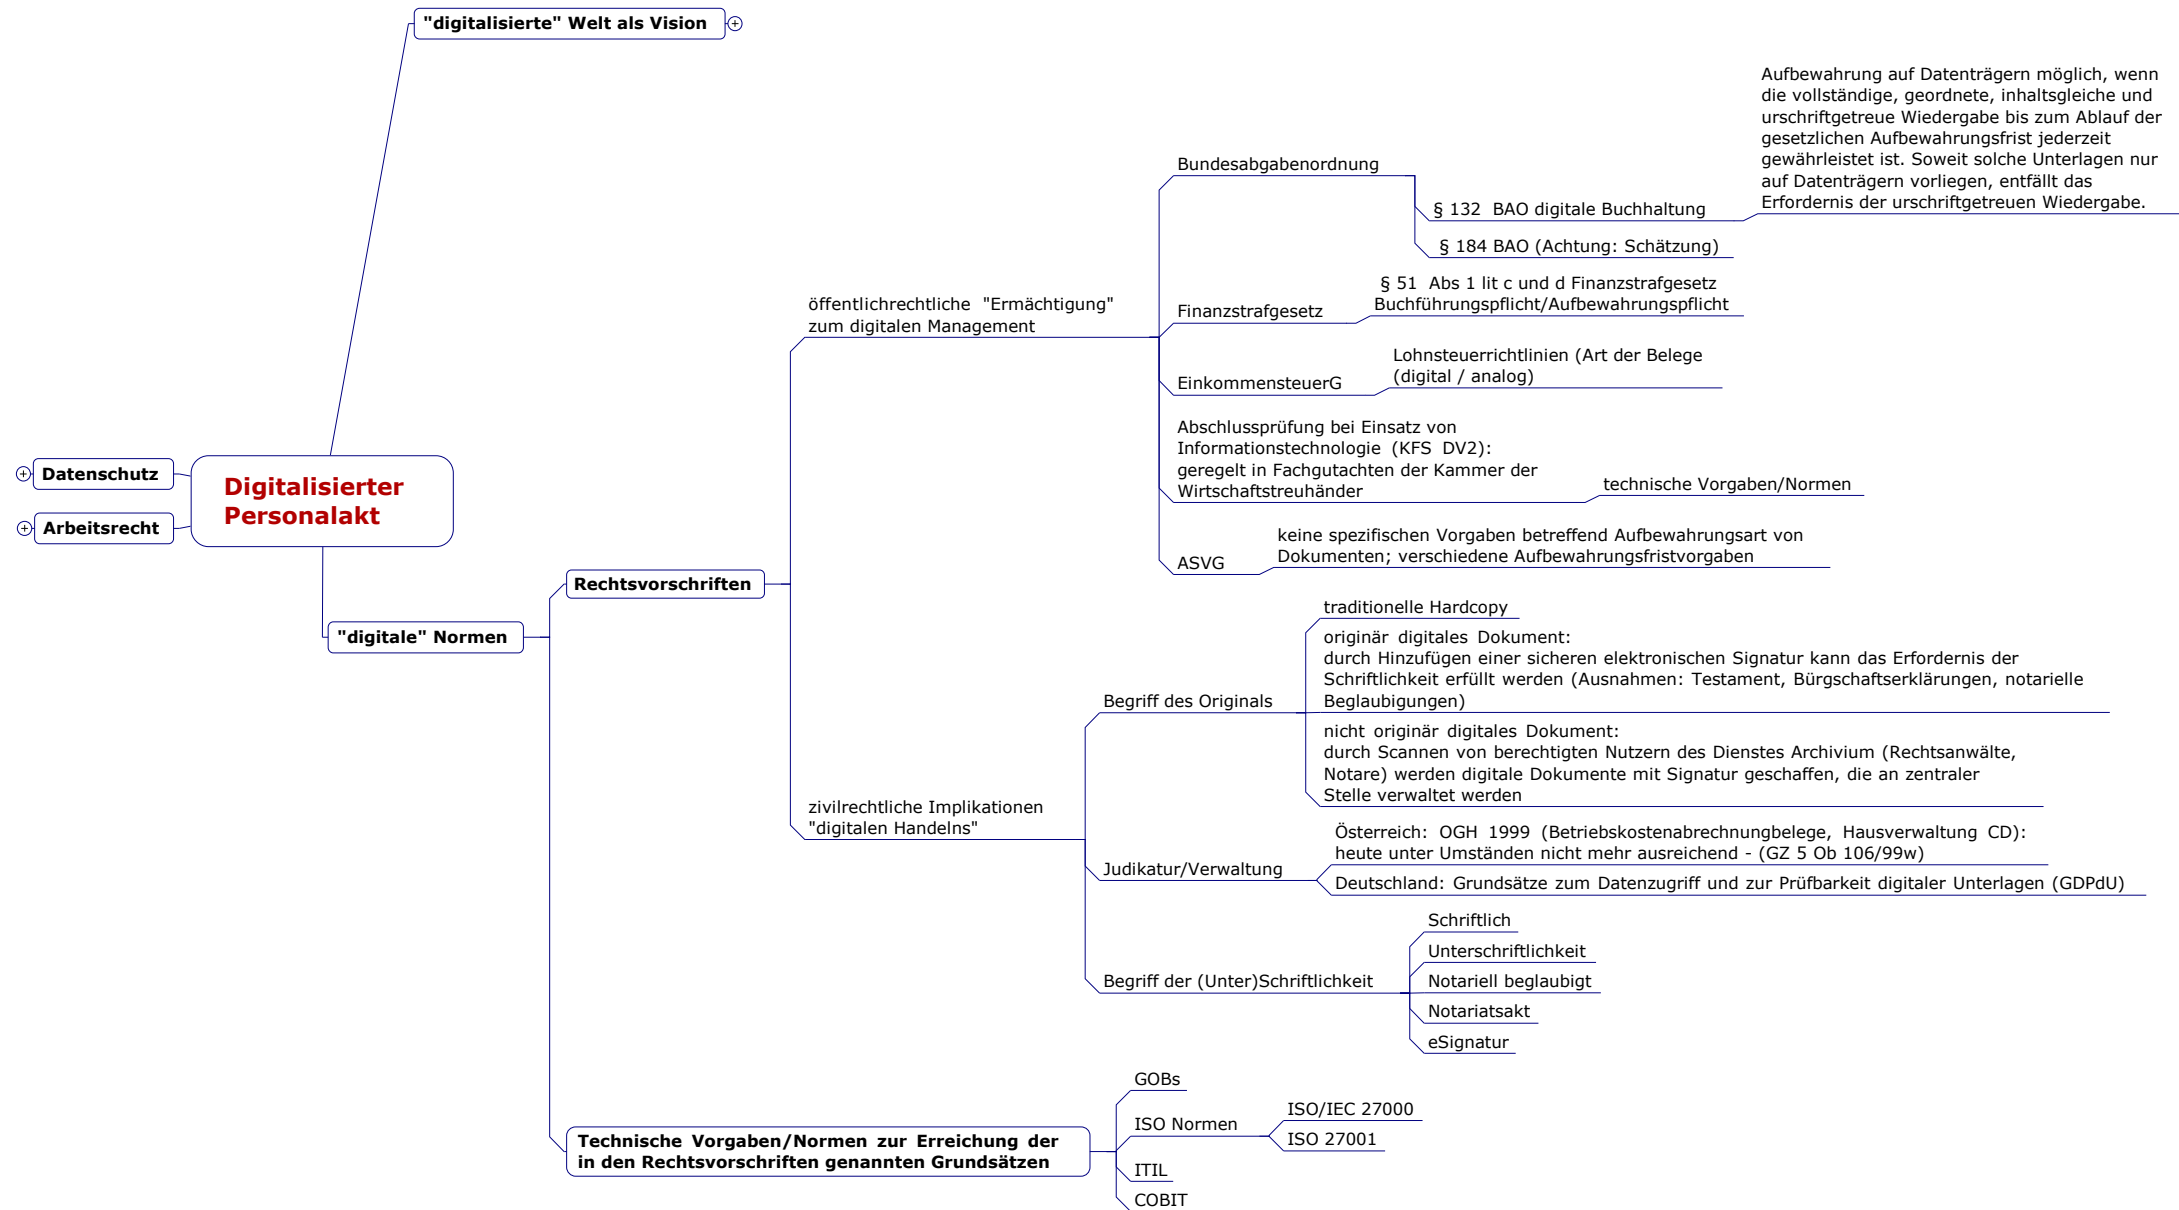 "digitalisierte" Welt als Vision
Datenschutz
Arbeitsrecht
Digitalisierter
Personalakt
"digitale" Normen
Rechtsvorschriften
öffentlichrechtliche "Ermächtigung"
zum digitalen Management
Bundesabgabenordnung
§ 132 BAO digitale Buchhaltung
Aufbewahrung auf Datenträgern möglich, wenn
die vollständige, geordnete, inhaltsgleiche und
urschriftgetreue Wiedergabe bis zum Ablauf der
gesetzlichen Aufbewahrungsfrist jederzeit
gewährleistet ist. Soweit solche Unterlagen nur
auf Datenträgern vorliegen, entfällt das
Erfordernis der urschriftgetreuen Wiedergabe.
§ 184 BAO (Achtung: Schätzung)
Finanzstrafgesetz
§ 51 Abs 1 lit c und d Finanzstrafgesetz
Buchführungspflicht/Aufbewahrungspflicht
EinkommensteuerG
Lohnsteuerrichtlinien (Art der Belege
(digital / analog)
Abschlussprüfung bei Einsatz von
Informationstechnologie (KFS DV2):
geregelt in Fachgutachten der Kammer der
Wirtschaftstreuhänder
technische Vorgaben/Normen
ASVG
keine spezifischen Vorgaben betreffend Aufbewahrungsart von
Dokumenten; verschiedene Aufbewahrungsfristvorgaben
zivilrechtliche Implikationen
"digitalen Handelns"
Begriff des Originals
traditionelle Hardcopy
originär digitales Dokument:
durch Hinzufügen einer sicheren elektronischen Signatur kann das Erfordernis der
Schriftlichkeit erfüllt werden (Ausnahmen: Testament, Bürgschaftserklärungen, notarielle
Beglaubigungen)
nicht originär digitales Dokument:
durch Scannen von berechtigten Nutzern des Dienstes Archivium (Rechtsanwälte,
Notare) werden digitale Dokumente mit Signatur geschaffen, die an zentraler
Stelle verwaltet werden
Judikatur/Verwaltung
Österreich: OGH 1999 (Betriebskostenabrechnungbelege, Hausverwaltung CD):
heute unter Umständen nicht mehr ausreichend - (GZ 5 Ob 106/99w)
Deutschland: Grundsätze zum Datenzugriff und zur Prüfbarkeit digitaler Unterlagen (GDPdU)
Begriff der (Unter)Schriftlichkeit
Schriftlich
Unterschriftlichkeit
Notariell beglaubigt
Notariatsakt
eSignatur
Technische Vorgaben/Normen zur Erreichung der
in den Rechtsvorschriften genannten Grundsätzen
GOBs
ISO Normen
ISO/IEC 27000
ISO 27001
ITIL
COBIT